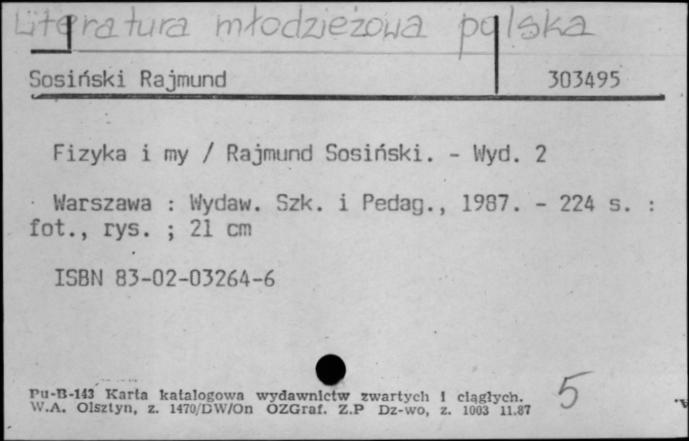 Literatura młodzieżowa polska
Sosiński Rajmund 303495
Fizyka i my / Rajmund Sosiński. - Wyd. 2
Warszawa : Wydaw. Szk. i Pedag., 1987. - 224 s. :
fot., rys. ; 21 cm
ISBN 83-02-03264-6
Pu-B-143 Karta katalogowa wydawnictw zwartych i ciągłych.
W.A. Olsztyn, z. 1470/DW/On OZGraf. Z.P Dz-wo, z. 1003 11.87
5